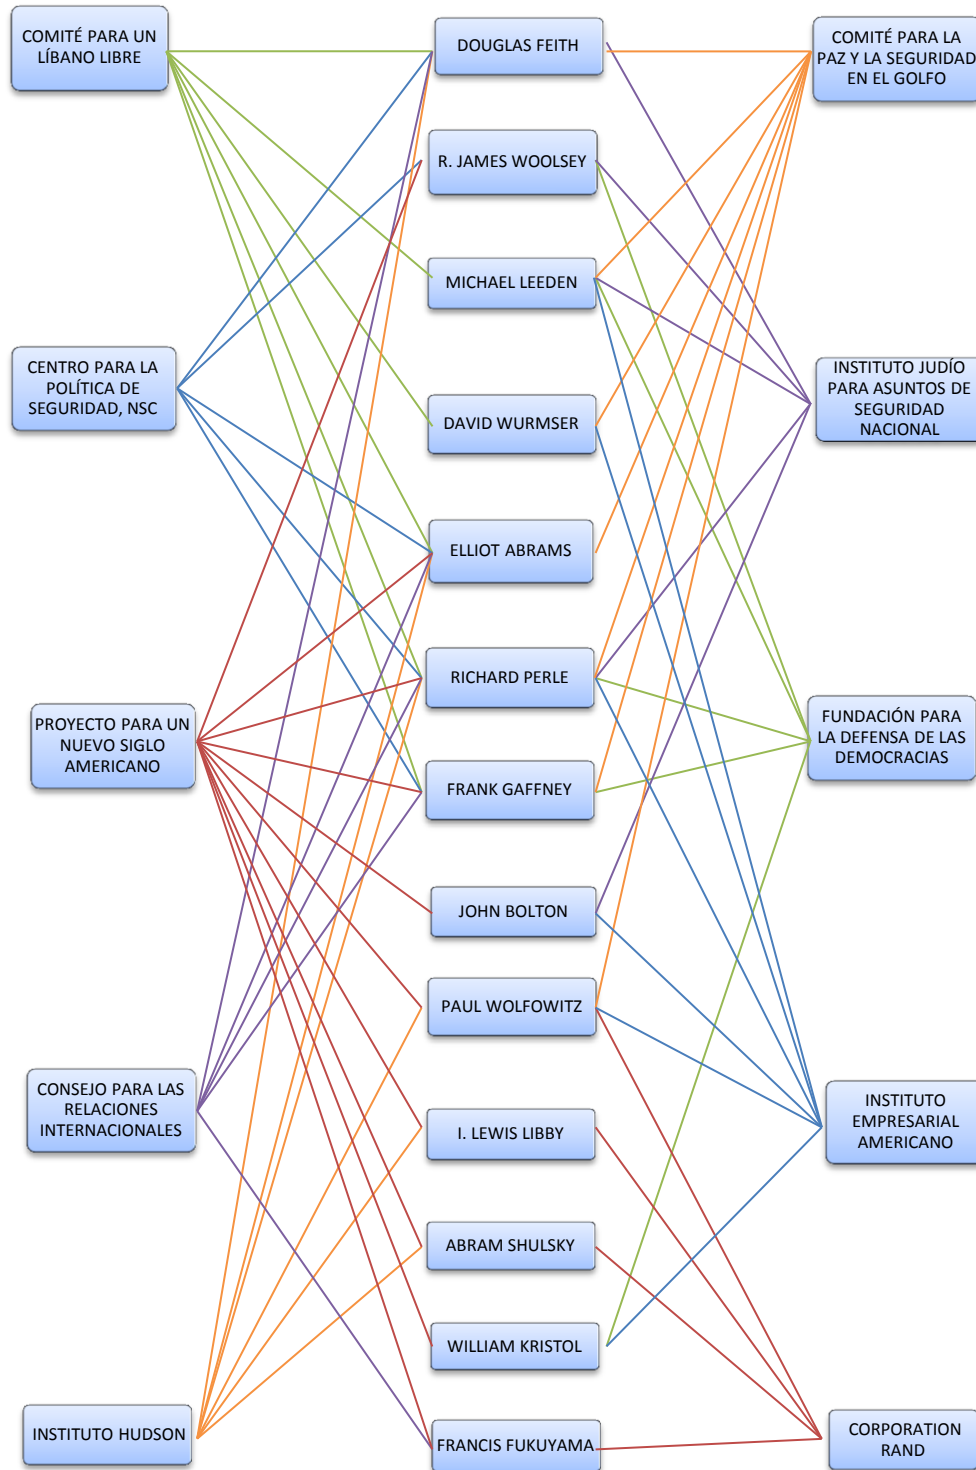 COMITÉ PARA UN
LÍBANO LIBRE
CENTRO PARA LA
POLÍTICA DE
SEGURIDAD, NSC
PROYECTO PARA UN
NUEVO SIGLO
AMERICANO
CONSEJO PARA LAS
RELACIONES
INTERNACIONALES
INSTITUTO HUDSON
DOUGLAS FEITH
R. JAMES WOOLSEY
MICHAEL LEEDEN
DAVID WURMSER
ELLIOT ABRAMS
RICHARD PERLE
FRANK GAFFNEY
JOHN BOLTON
PAUL WOLFOWITZ
I. LEWIS LIBBY
ABRAM SHULSKY
WILLIAM KRISTOL
FRANCIS FUKUYAMA
COMITÉ PARA LA
PAZ Y LA SEGURIDAD
EN EL GOLFO
INSTITUTO JUDÍO
PARA ASUNTOS DE
SEGURIDAD
NACIONAL
FUNDACIÓN PARA
LA DEFENSA DE LAS
DEMOCRACIAS
INSTITUTO
EMPRESARIAL
AMERICANO
CORPORATION
RAND